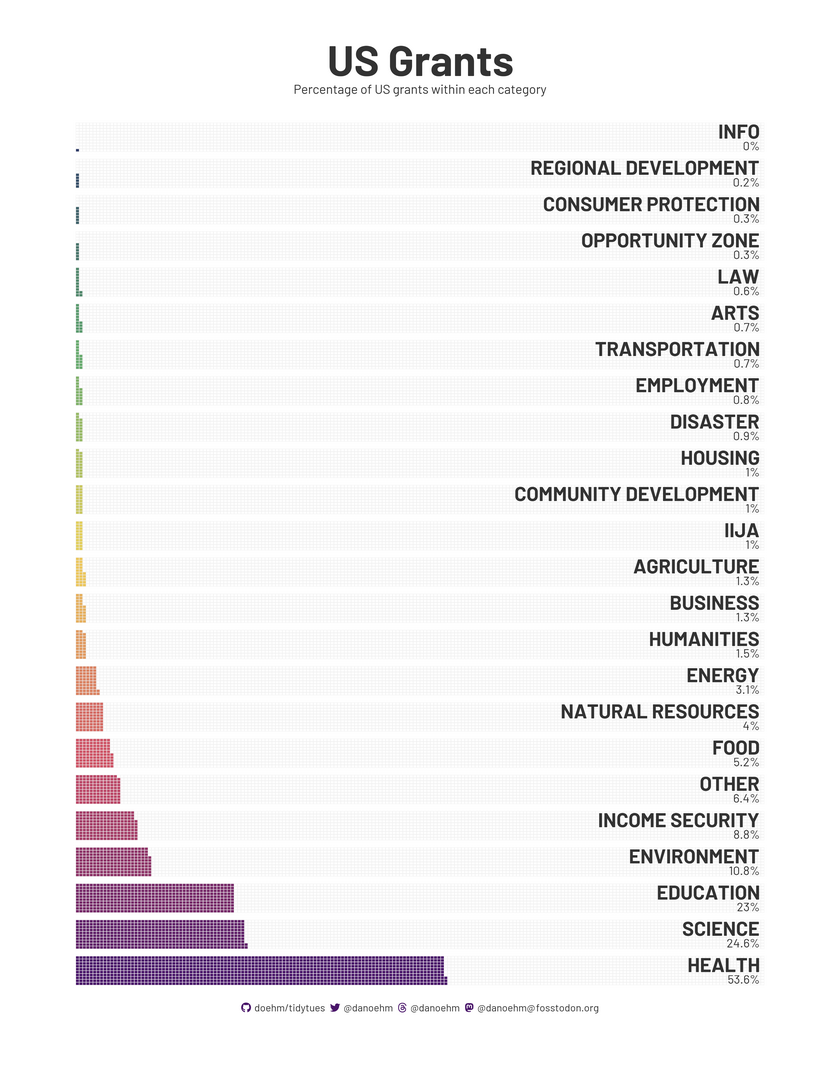 US Grants
Percentage of US grants within each category
INFO
0%
REGIONAL DEVELOPMENT
0.2%
CONSUMER PROTECTION
0.3%
OPPORTUNITY ZONE
0.3%
LAW
0.6%
ARTS
0.7%
TRANSPORTATION
0.7%
EMPLOYMENT
0.8%
DISASTER
0.9%
HOUSING
1%
COMMUNITY DEVELOPMENT
1%
IIJA
1%
AGRICULTURE
1.3%
BUSINESS
1.3%
HUMANITIES
1.5%
ENERGY
3.1%
NATURAL RESOURCES
4%
FOOD
5.2%
OTHER
6.4%
INCOME SECURITY
8.8%
ENVIRONMENT
10.8%
EDUCATION
23%
SCIENCE
24.6%
HEALTH
53.6%
doehm/tidytues @danoehm @danoehm @danoehm@fosstodon.org